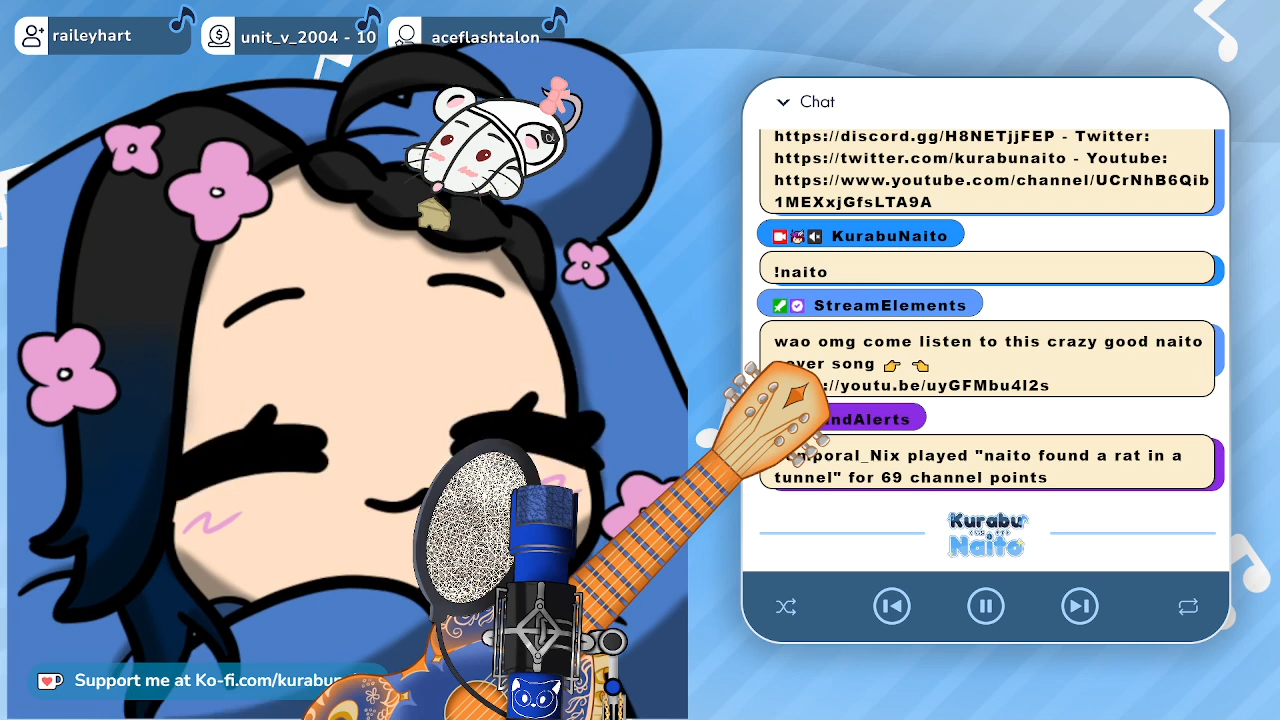 raileyhart
unit_v_2004 - 10
aceflashtalon
Chat
https://discord.gg/H8NETjjFEP - Twitter:
https://twitter.com/kurabunaito - Youtube:
https://www.youtube.com/channel/UCrNhB6Qib
1MEXxjGfsLTA9A
KurabuNaito
!naito
StreamElements
wao omg come listen to this crazy good naito
over song 👉 👈
://youtu.be/uyGFMbu4l2s
ndAlerts
mporal_Nix played "naito found a rat in a
tunnel" for 69 channel points
Kurabu
Naito
Support me at Ko-fi.com/kurabu